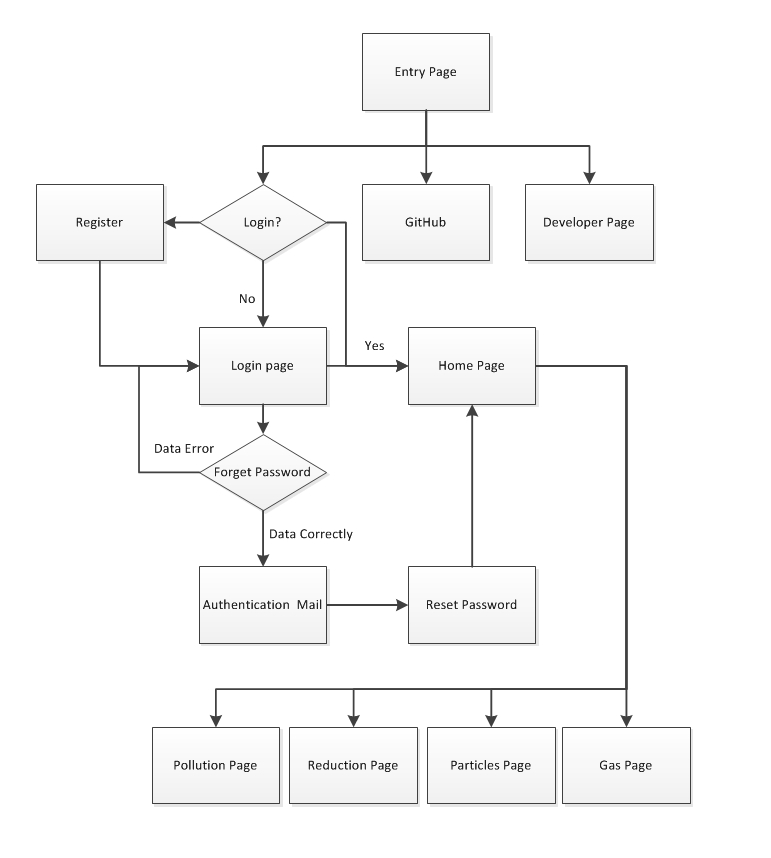 Entry Page
Register
Login?
GitHub
Developer Page
No
Yes
Login page
Home Page
Data Error
Forget Password
Data Correctly
Authentication Mail
Reset Password
Pollution Page
Reduction Page
Particles Page
Gas Page